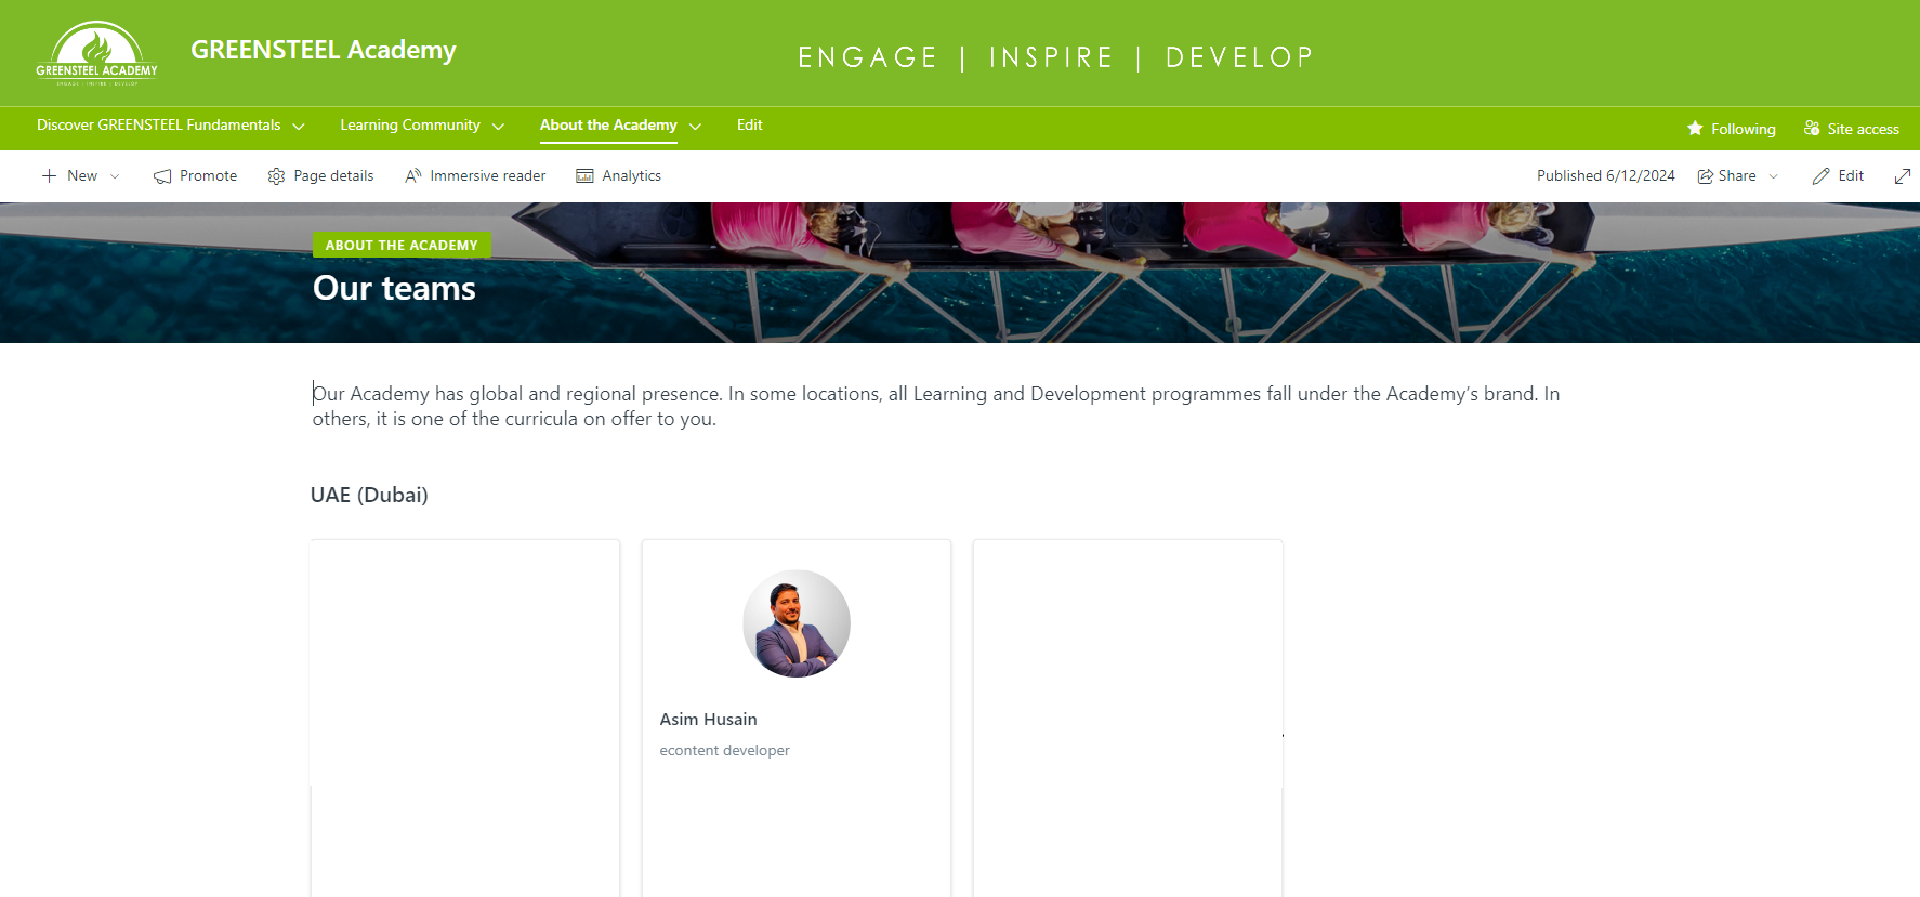 GREENSTEEL ACADEMY
ENGAGE | INSPIRE | DEVELOP
GREENSTEEL Academy
ENGAGE | INSPIRE | DEVELOP
Discover GREENSTEEL Fundamentals
Learning Community
About the Academy
Edit
Following
Site access
New
Promote
Page details
Immersive reader
Analytics
Published 6/12/2024
Share
Edit
ABOUT THE ACADEMY
Our teams
Our Academy has global and regional presence. In some locations, all Learning and Development programmes fall under the Academy’s brand. In
others, it is one of the curricula on offer to you.
UAE (Dubai)
Asim Husain
econtent developer